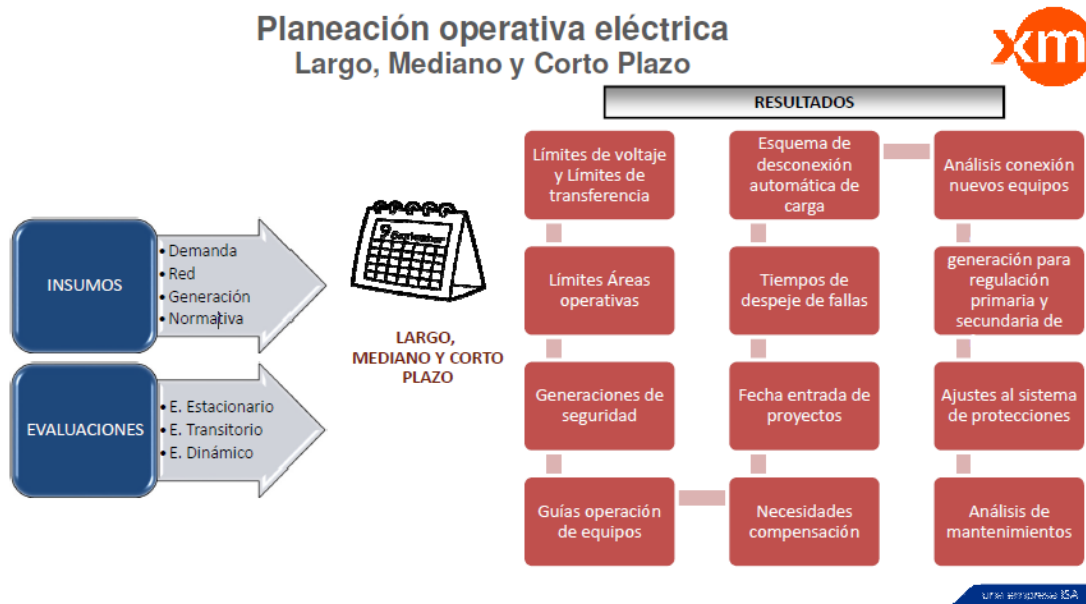 Planeación operativa eléctrica
Largo, Mediano y Corto Plazo
xm
RESULTADOS
INSUMOS
• Demanda
• Red
• Generación
• Normativa
EVALUACIONES
• E. Estacionario
• E. Transitorio
• E. Dinámico
9 September
LARGO,
MEDIANO Y CORTO
PLAZO
Límites de voltaje
y Límites de
transferencia
Límites Áreas
operativas
Generaciones de
seguridad
Guías operación
de equipos
Necesidades
compensación
Fecha entrada de
proyectos
Tiempos de
despeje de fallas
Esquema de
desconexión
automática de
carga
Análisis conexión
nuevos equipos
generación para
regulación
primaria y
secundaria de
Ajustes al sistema
de protecciones
Análisis de
mantenimientos
una empresa ISA